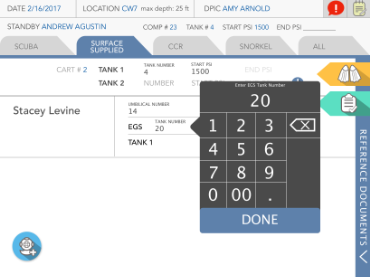 DATE 2/16/2017 LOCATION CW7 max depth: 25 ft DPIC AMY ARNOLD
STANDBY ANDREW AGUSTIN COMP # 23 TANK # 4 START PSI 1500 END PSI
SCUBA SURFACE SUPPLIED CCR SNORKEL ALL
CART # 2 TANK 1 TANK NUMBER 4 START PSI 1500 END PSI
TANK 2 NUMBER
Stacey Levine
UMBILICAL NUMBER
14
EGS TANK NUMBER 20
TANK 1
Enter EGS Tank Number
20
1 2 3
4 5 6
7 8 9
0 00 .
DONE
REFERENCE DOCUMENTS